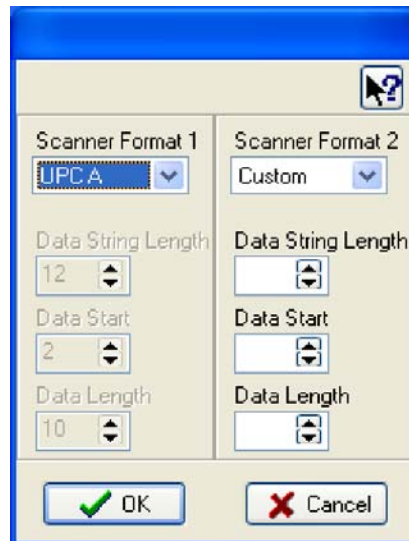 Scanner Format 1
UPC A
Data String Length
12
Data Start
2
Data Length
10
Scanner Format 2
Custom
Data String Length
Data Start
Data Length
OK
Cancel